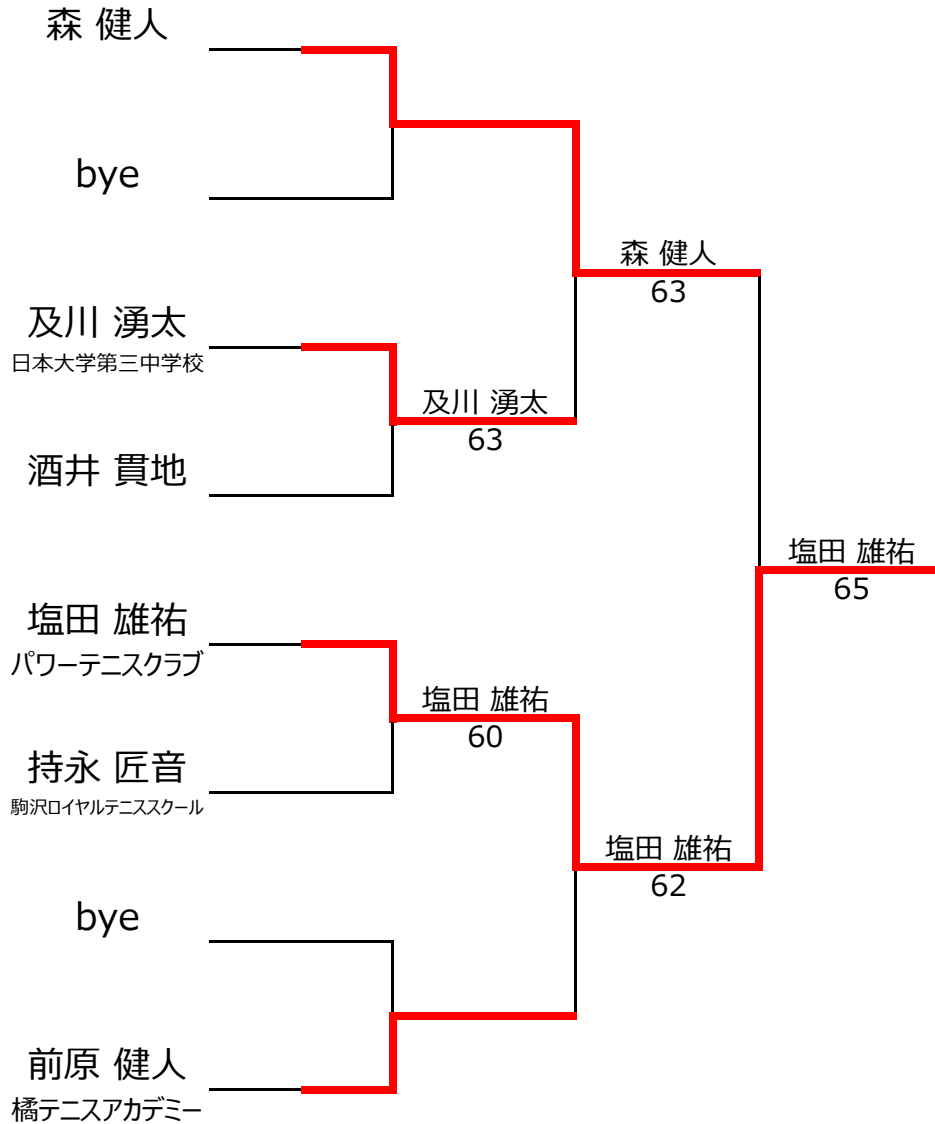 森 健人
bye
及川 湧太
日本大学第三中学校
酒井 貫地
塩田 雄祐
パワーテニスクラブ
持永 匠音
駒沢ロイヤルテニススクール
bye
前原 健人
橘テニスアカデミー
及川 湧太
63
塩田 雄祐
60
森 健人
63
塩田 雄祐
62
塩田 雄祐
65